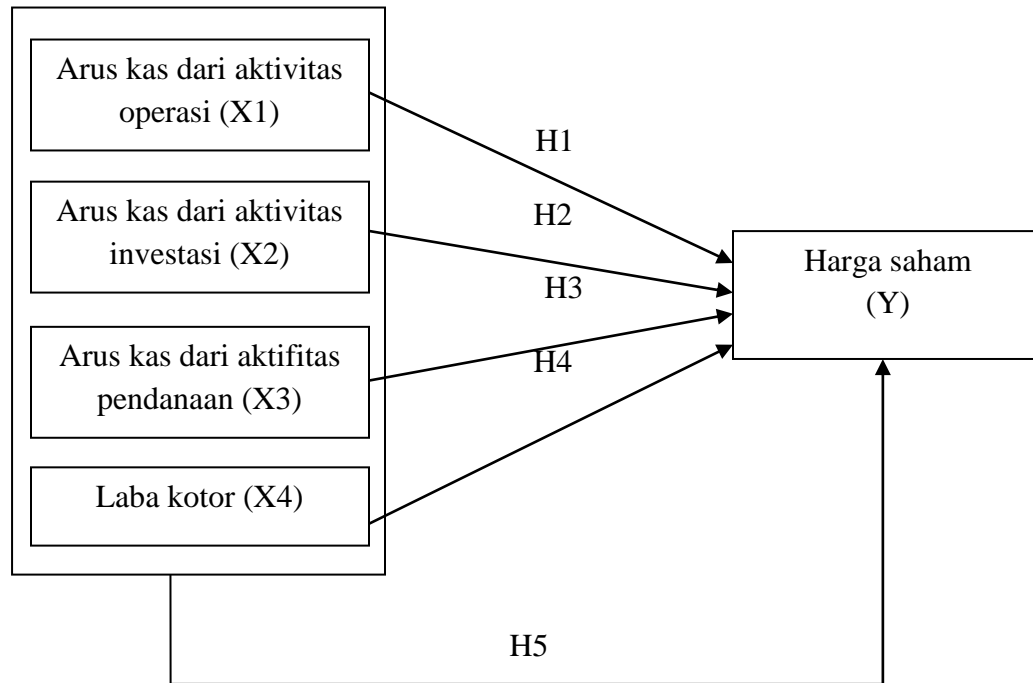 Arus kas dari aktivitas
operasi (X1)
H1
Arus kas dari aktivitas
investasi (X2)
H2
Harga saham
(Y)
H3
Arus kas dari aktifitas
pendanaan (X3)
H4
Laba kotor (X4)
H5